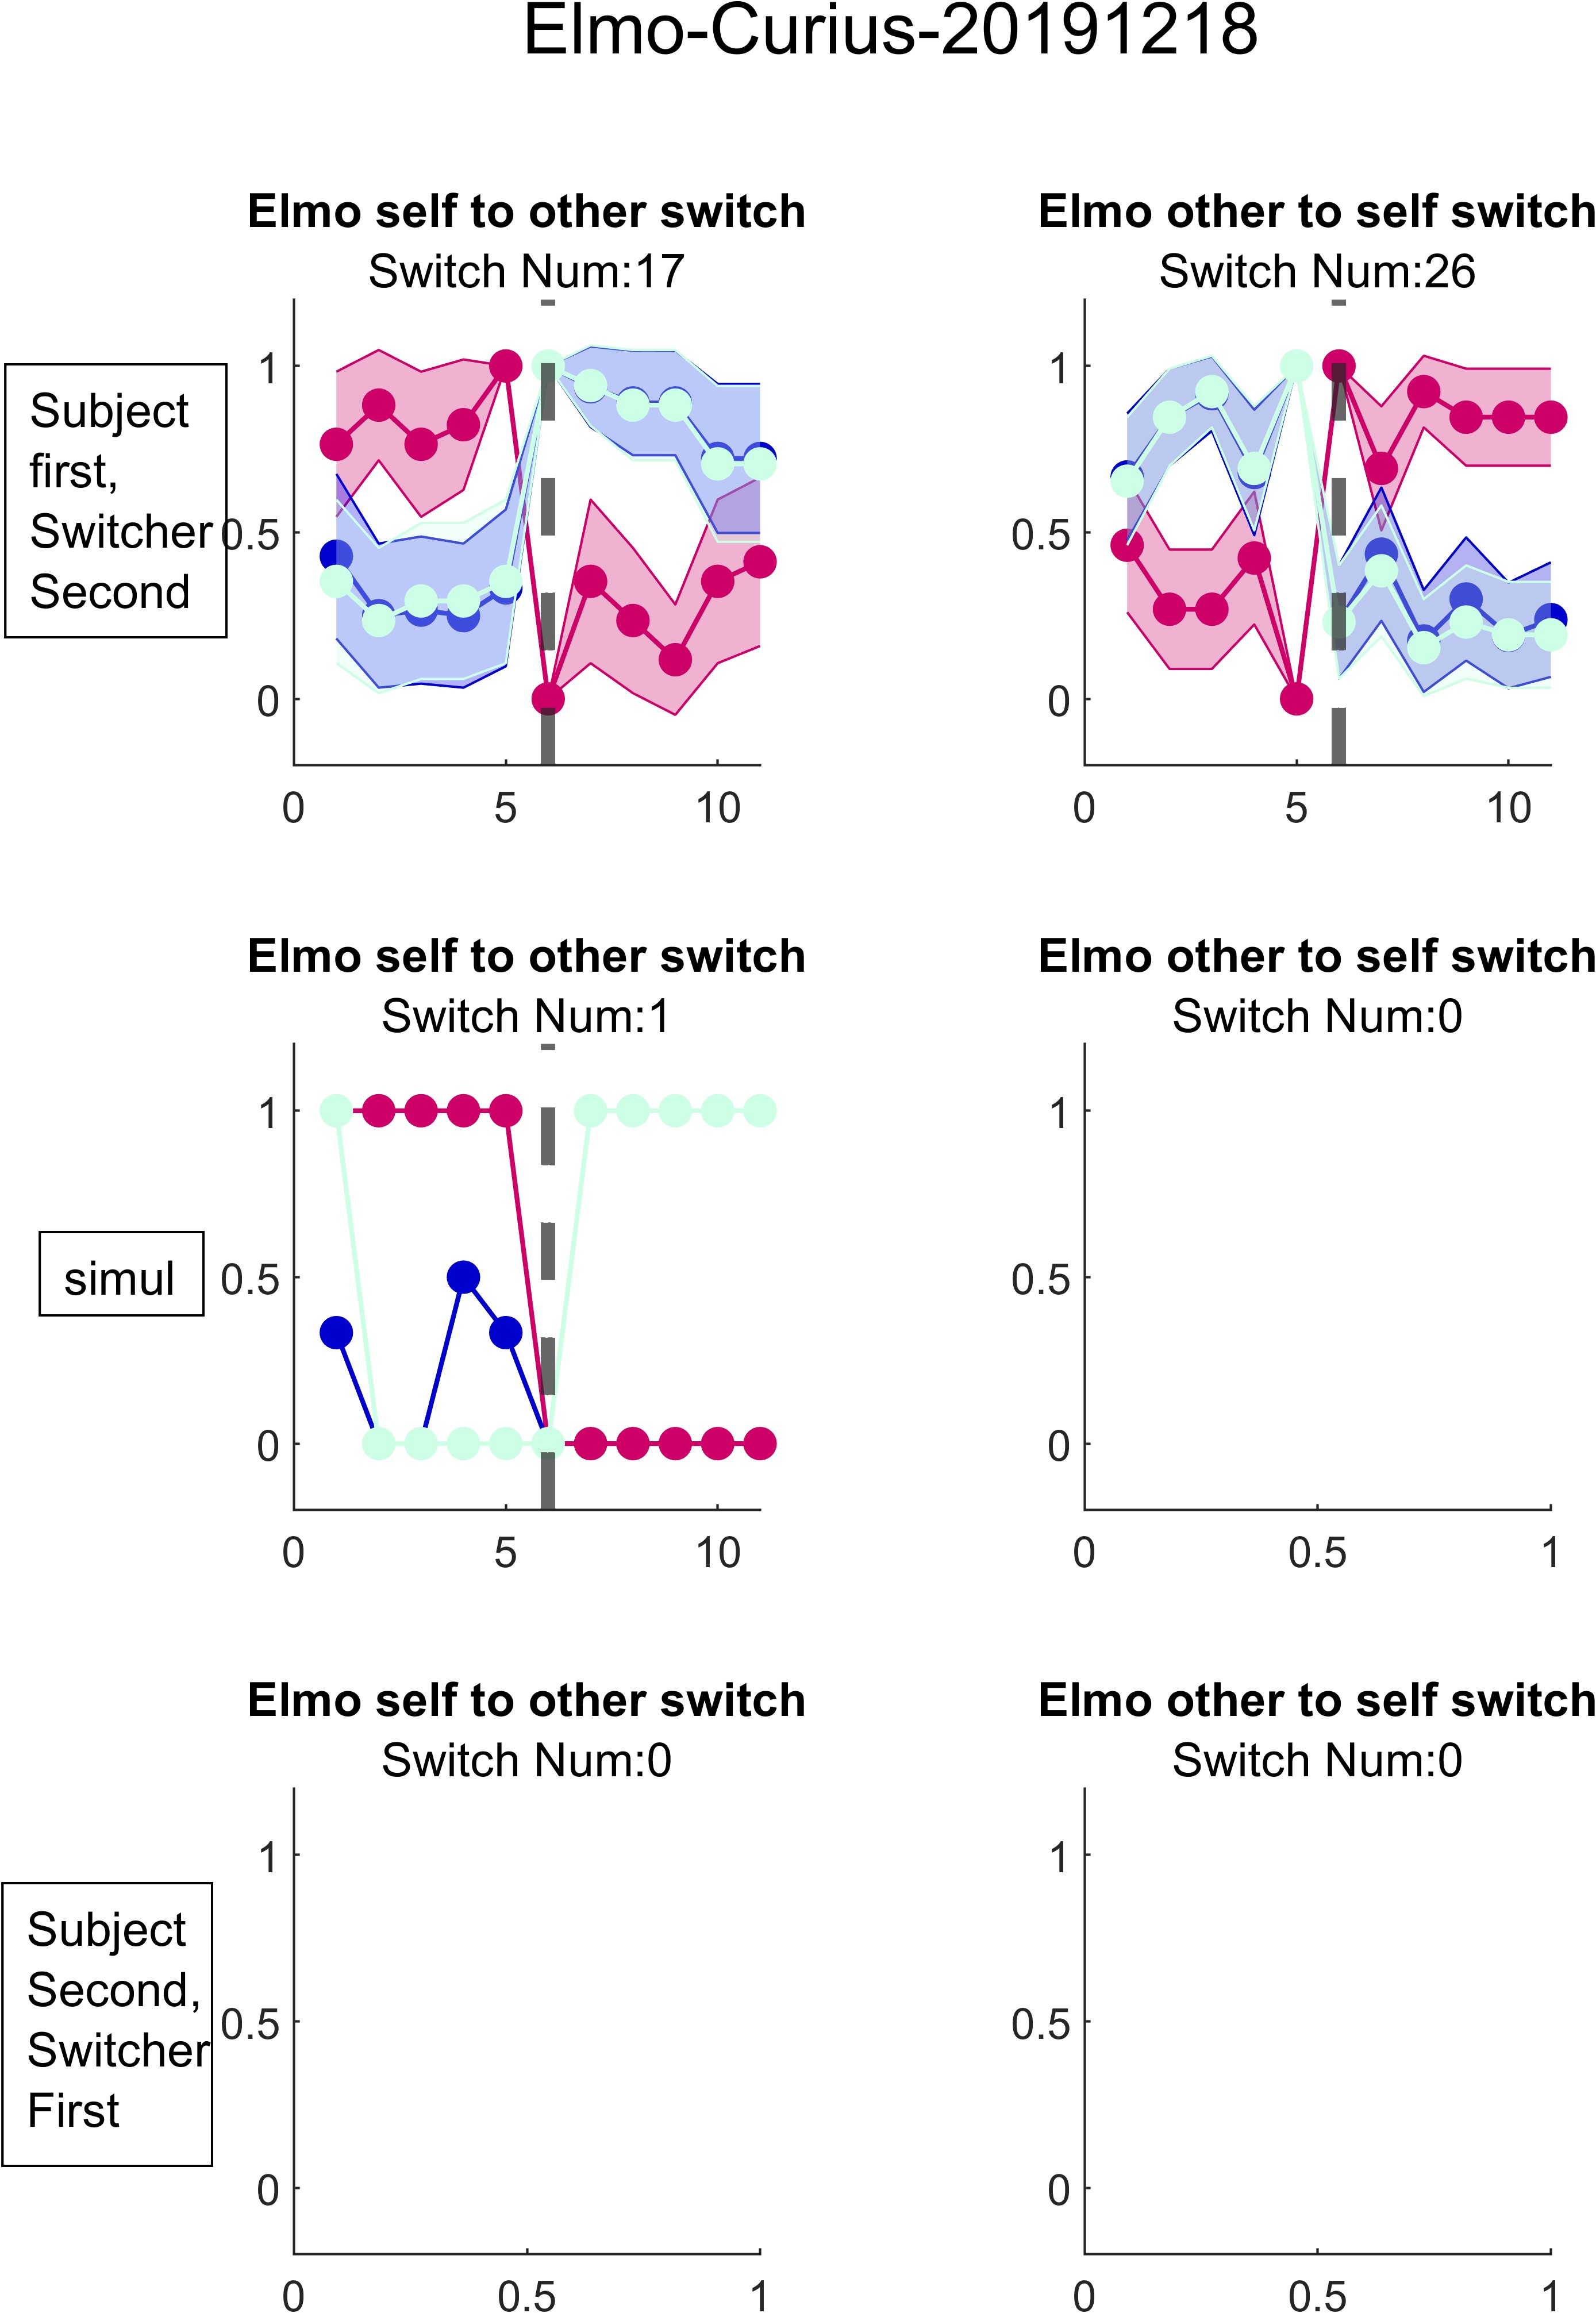 Elmo-Curius-20191218
Elmo self to other switch
Switch Num:17
Elmo other to self switch
Switch Num:26
Subject
first,
Switcher
Second
1
0.5
0
0 5 10
1
0.5
0
0 5 10
Elmo self to other switch
Switch Num:1
Elmo other to self switch
Switch Num:0
simul
1
0.5
0
0 5 10
1
0.5
0
0 0.5 1
Elmo self to other switch
Switch Num:0
Elmo other to self switch
Switch Num:0
Subject
Second,
Switcher
First
1
0.5
0
0 0.5 1
1
0.5
0
0 0.5 1